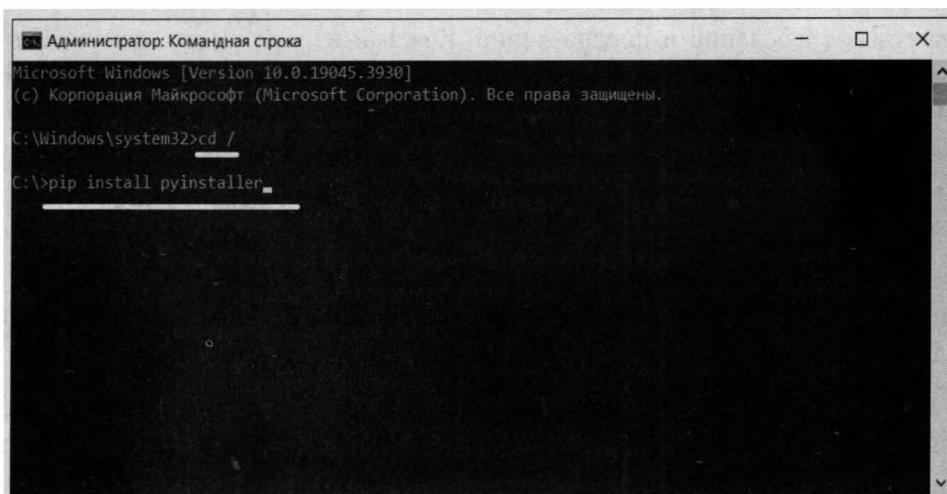 Администратор: Командная строка
Microsoft Windows [Version 10.0.19045.3930]
(с) Корпорация Майкрософт (Microsoft Corporation). Все права защищены.
C:\Windows\system32>cd /
C:\>pip install pyinstaller